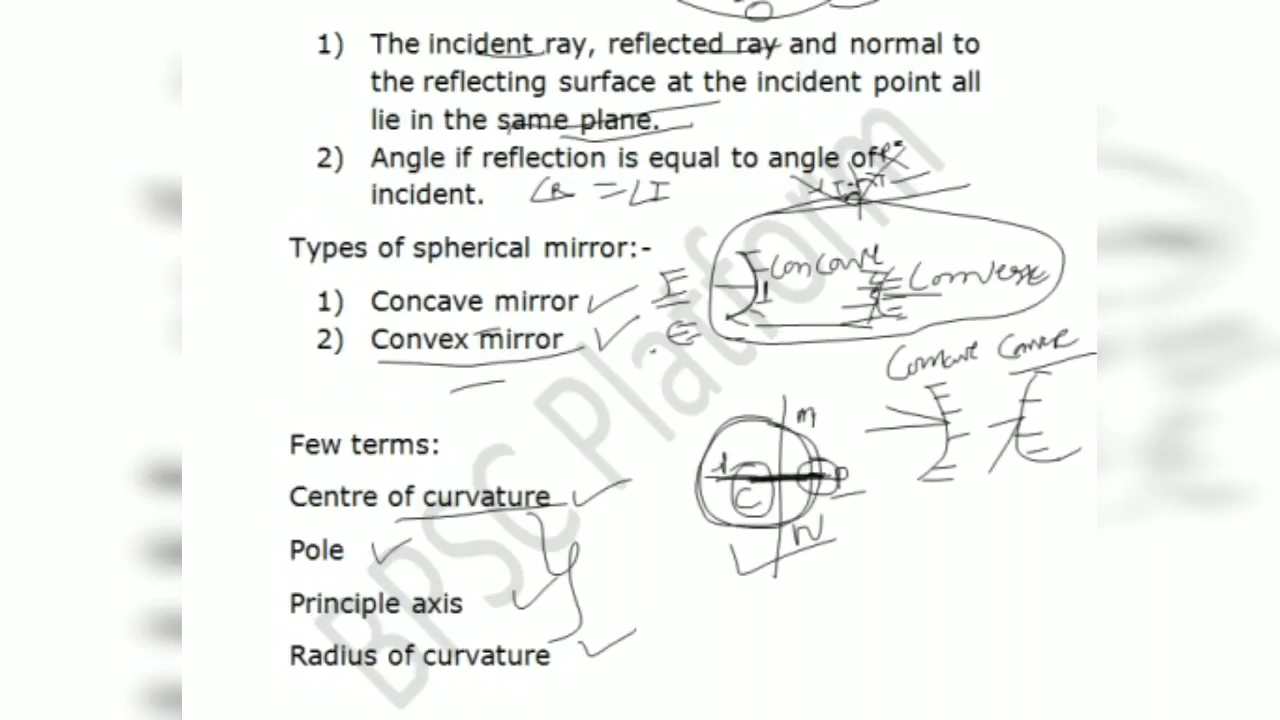 1) The incident ray, reflected ray and normal to
the reflecting surface at the incident point all
lie in the same plane.
2) Angle if reflection is equal to angle of
incident. ∠R = ∠I
Types of spherical mirror:-
1) Concave mirror
2) Convex mirror
Concave
Convex
Concave Convex
Few terms:
Centre of curvature
Pole
Principle axis
Radius of curvature
M
C
P
N
BPSC Platform